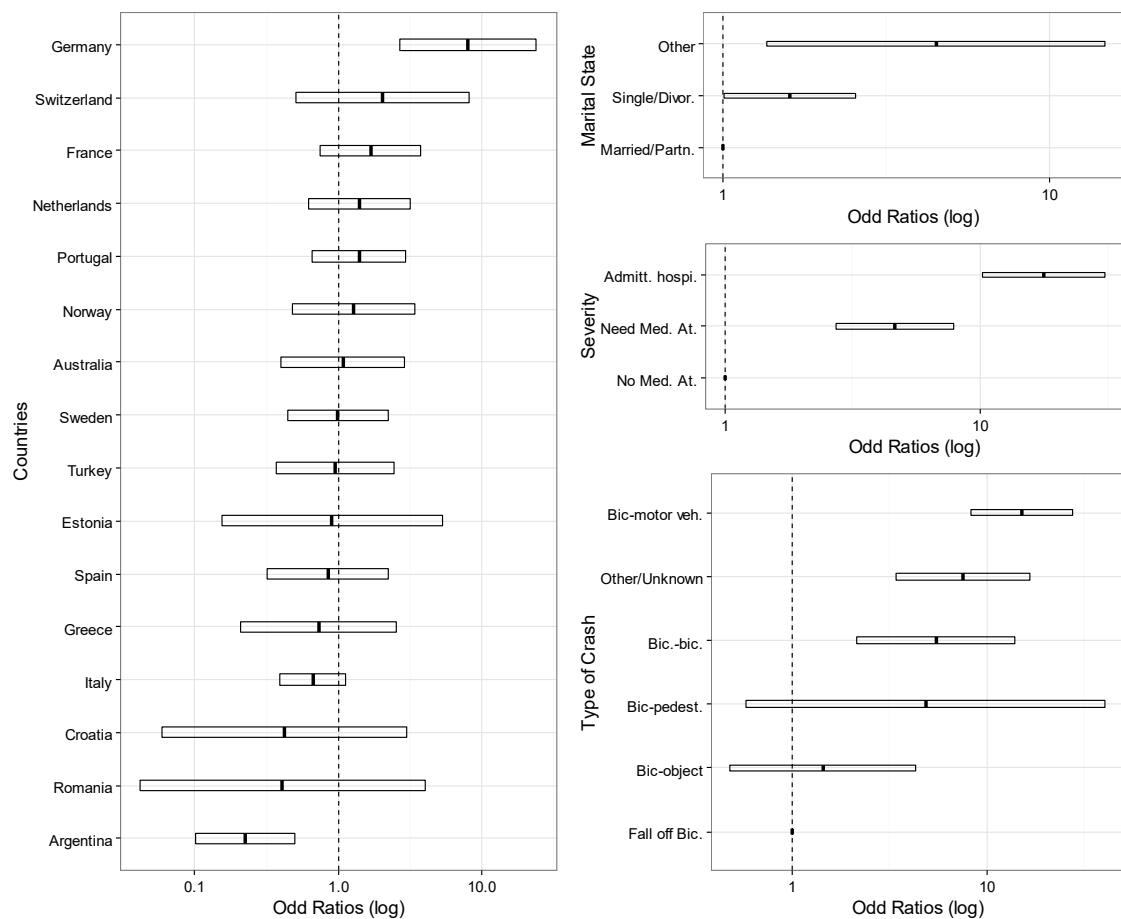 Countries
Germany
Switzerland
France
Netherlands
Portugal
Norway
Australia
Sweden
Turkey
Estonia
Spain
Greece
Italy
Croatia
Romania
Argentina
0.1 1.0 10.0
Odd Ratios (log)
Marital State
Other
Single/Divor.
Married/Partn.
1 10
Odd Ratios (log)
Severity
Admitt. hospi.
Need Med. At.
No Med. At.
1 10
Odd Ratios (log)
Type of Crash
Bic-motor veh.
Other/Unknown
Bic.-bic.
Bic-pedest.
Bic-object
Fall off Bic.
1 10
Odd Ratios (log)